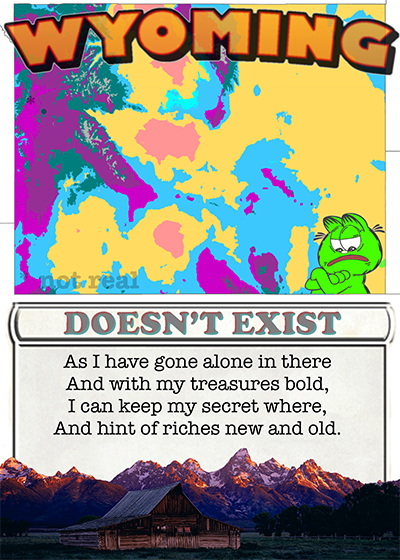 WYOMING
not real
DOESN'T EXIST
As I have gone alone in there
And with my treasures bold,
I can keep my secret where,
And hint of riches new and old.